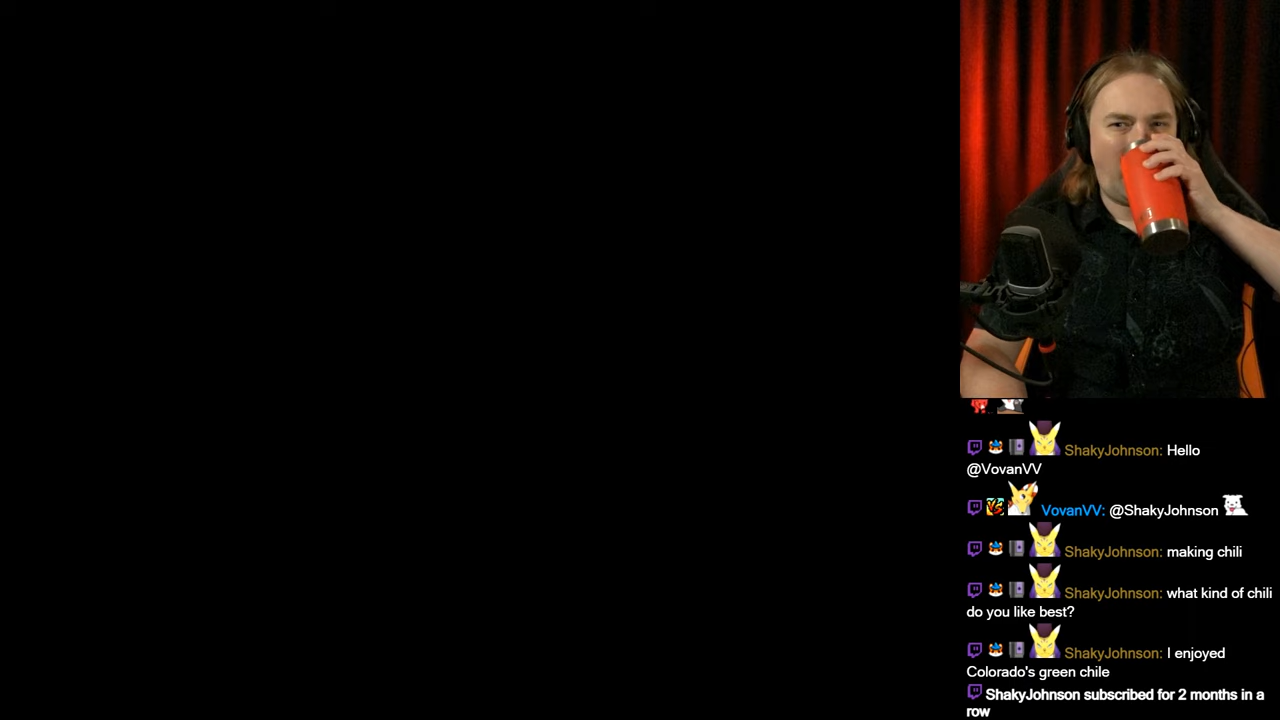 ShakyJohnson: Hello
@VovanVV
VovanVV: @ShakyJohnson
ShakyJohnson: making chili
ShakyJohnson: what kind of chili
do you like best?
ShakyJohnson: I enjoyed
Colorado's green chile
ShakyJohnson subscribed for 2 months in a
row